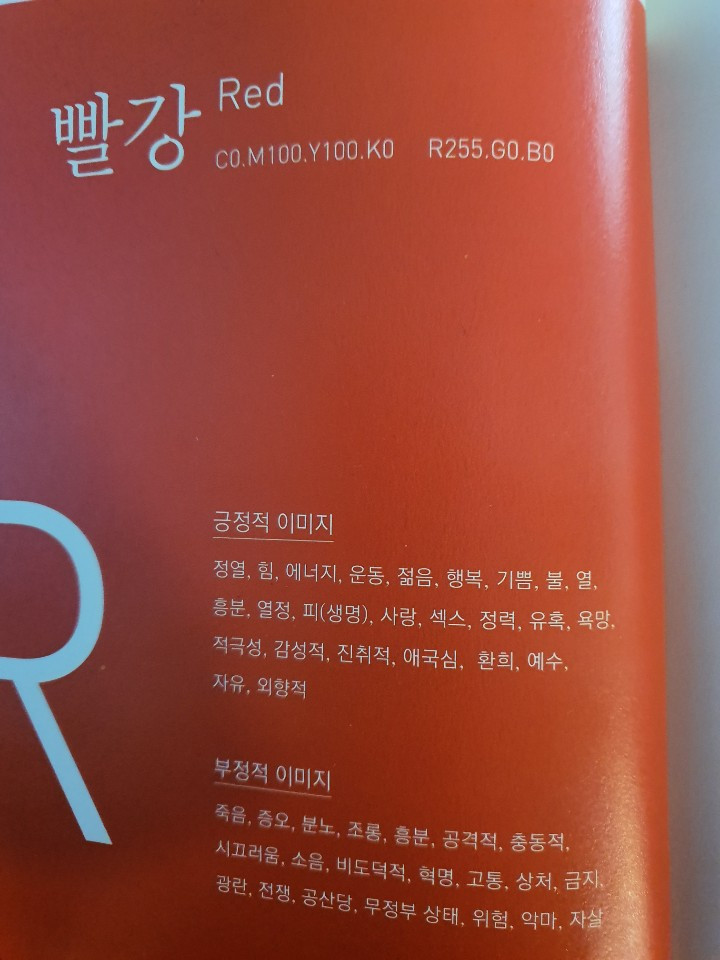 빨강 Red
C0.M100.Y100.K0 R255.G0.B0
R
긍정적 이미지
정열, 힘, 에너지, 운동, 젊음, 행복, 기쁨, 불, 열,
흥분, 열정, 피(생명), 사랑, 섹스, 정력, 유혹, 욕망,
적극성, 감성적, 진취적, 애국심, 환희, 예수,
자유, 외향적
부정적 이미지
죽음, 증오, 분노, 조롱, 흥분, 공격적, 충동적,
시끄러움, 소음, 비도덕적, 혁명, 고통, 상처, 금지,
광란, 전쟁, 공산당, 무정부 상태, 위험, 악마, 자살